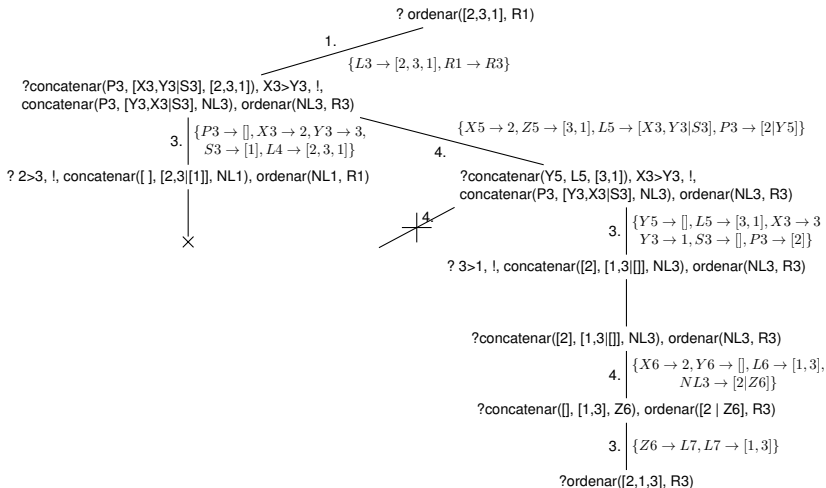 ? ordenar([2,3,1], R1)
1.
{L3 → [2, 3, 1], R1 → R3}
?concatenar(P3, [X3,Y3|S3], [2,3,1]), X3>Y3, !,
concatenar(P3, [Y3,X3|S3], NL3), ordenar(NL3, R3)
3.
{P3 → [], X3 → 2, Y3 → 3,
S3 → [1], L4 → [2, 3, 1]}
4.
{X5 → 2, Z5 → [3, 1], L5 → [X3, Y3|S3], P3 → [2|Y5]}
? 2>3, !, concatenar([ ], [2,3|[1]], NL1), ordenar(NL1, R1)
?concatenar(Y5, L5, [3,1]), X3>Y3, !,
concatenar(P3, [Y3,X3|S3], NL3), ordenar(NL3, R3)
4.
3.
{Y5 → [], L5 → [3, 1], X3 → 3
Y3 → 1, S3 → [], P3 → [2]}
? 3>1, !, concatenar([2], [1,3|[]], NL3), ordenar(NL3, R3)
?concatenar([2], [1,3|[]], NL3), ordenar(NL3, R3)
4.
{X6 → 2, Y6 → [], L6 → [1, 3],
NL3 → [2|Z6]}
?concatenar([], [1,3], Z6), ordenar([2 | Z6], R3)
3.
{Z6 → L7, L7 → [1, 3]}
?ordenar([2,1,3], R3)